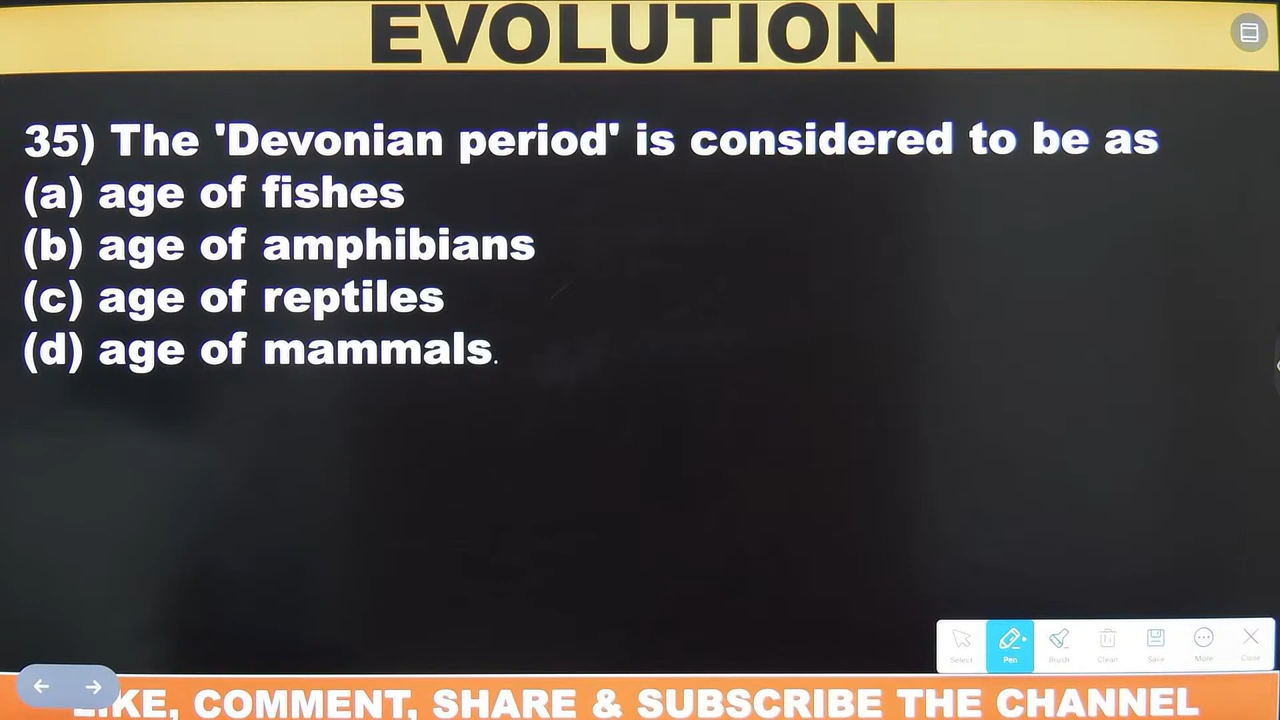 EVOLUTION
35) The 'Devonian period' is considered to be as
(a) age of fishes
(b) age of amphibians
(c) age of reptiles
(d) age of mammals.
Select Pen Brush Clean Save More Close
LIKE, COMMENT, SHARE & SUBSCRIBE THE CHANNEL